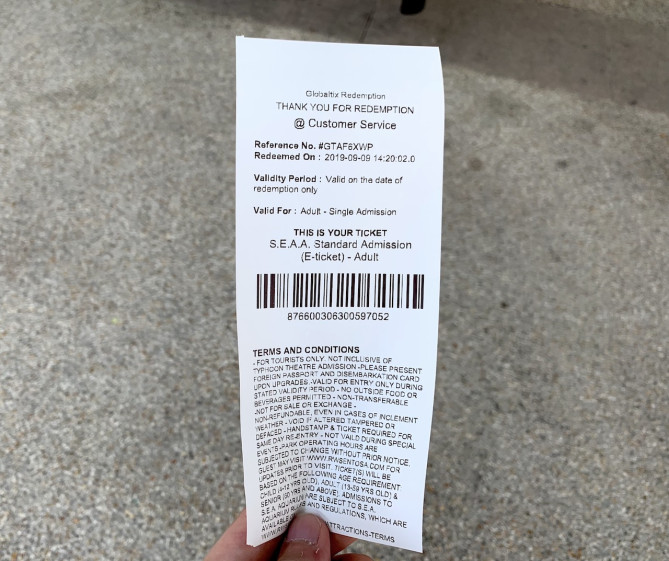 Globaltix Redemption
THANK YOU FOR REDEMPTION
@ Customer Service
Reference No. #GTAF6XWP
Redeemed On : 2019-09-09 14:20:02.0
Validity Period : Valid on the date of
redemption only
Valid For : Adult - Single Admission
THIS IS YOUR TICKET
S.E.A.A. Standard Admission
(E-ticket) - Adult
876600306300597052
TERMS AND CONDITIONS
- FOR TOURISTS ONLY. NOT INCLUSIVE OF
TYPHOON THEATRE ADMISSION -PLEASE PRESENT
FOREIGN PASSPORT AND DISEMBARKATION CARD
UPON UPGRADES. -VALID FOR ENTRY ONLY DURING
STATED VALIDITY PERIOD - NO OUTSIDE FOOD OR
BEVERAGES PERMITTED - NON-TRANSFERABLE
-NOT FOR SALE OR EXCHANGE -
NONREFUNDABLE, EVEN IN CASES OF INCLEMENT
WEATHER - VOID IF ALTERED TAMPERED OR
DEFACED - HANDSTAMP & TICKET REQUIRED FOR
SAME DAY RE-ENTRY - NOT VAILD DURING SPECIAL
EVENTS -PARK OPERATING HOURS ARE
SUBJECTED TO CHANGE WITHOUT PRIOR NOTICE.
GUEST MAY VISIT WWW.RWSENTOSA.COM FOR
UPDATES PRIOR TO VISIT. TICKET(S) WILL BE
BASED ON THE FOLLOWING AGE REQUIREMENT
CHILD (4-12 YRS OLD), ADULT (13-59 YRS OLD) &
SENIOR (60 YRS AND ABOVE). ADMISSIONS TO
S.E.A. AQUARIUM ARE SUBJECT TO S.E.A.
AQUARIUM RULES AND REGULATIONS, WHICH ARE
AVAILABLE
ATTRACTIONS-TERMS